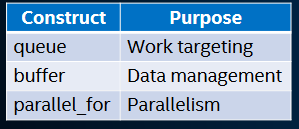 Construct Purpose
queue Work targeting
buffer Data management
parallel_for Parallelism